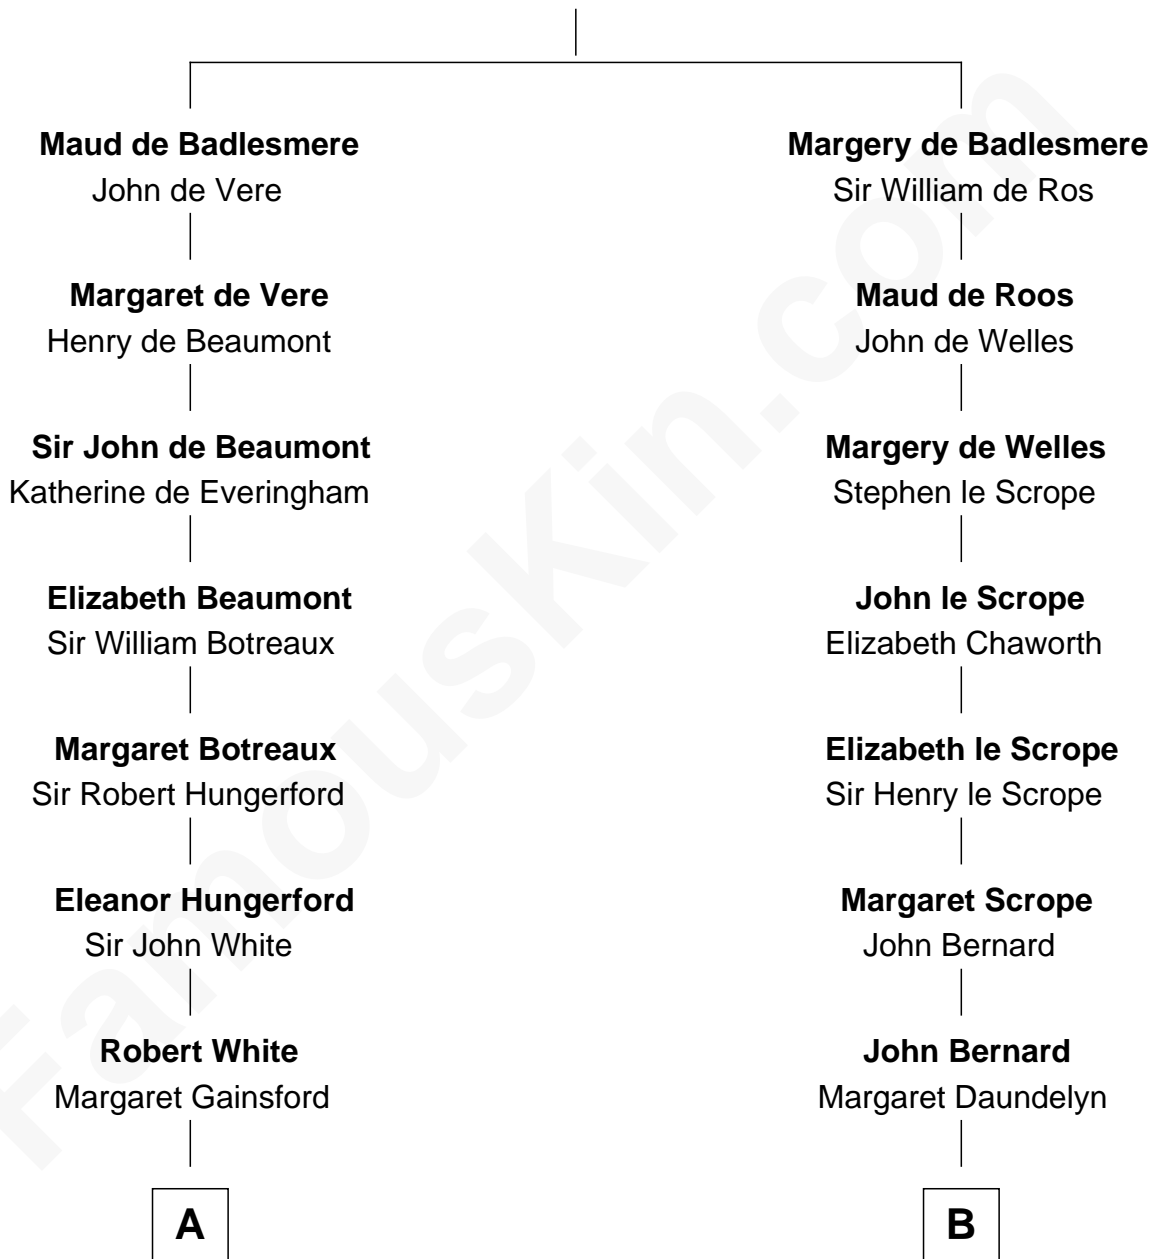 Maud de Badlesmere
John de Vere
Margaret de Vere
Henry de Beaumont
Sir John de Beaumont
Katherine de Everingham
Elizabeth Beaumont
Sir William Botreaux
Margaret Botreaux
Sir Robert Hungerford
Eleanor Hungerford
Sir John White
Robert White
Margaret Gainsford
A
Margery de Badlesmere
Sir William de Ros
Maud de Roos
John de Welles
Margery de Welles
Stephen le Scrope
John le Scrope
Elizabeth Chaworth
Elizabeth le Scrope
Sir Henry le Scrope
Margaret Scrope
John Bernard
John Bernard
Margaret Daundelyn
B
FamousKin.com